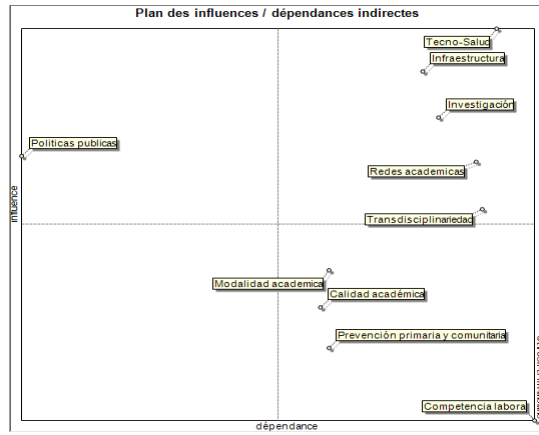 Plan des influences / dépendances indirectes
Tecno-Salud
Infraestructura
Investigación
Politicas publicas
Redes academicas
influence
Transdisciplinariedad
Modalidad academica
Calidad académica
Prevención primaria y comunitaria
Competencia labora
dépendance